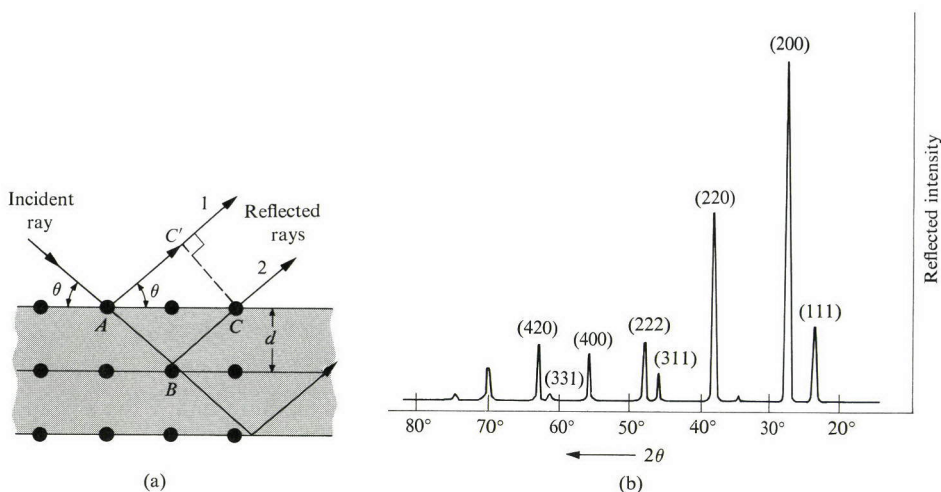 Incident
ray
1
Reflected
rays
C′
2
θ
θ
A
C
d
B
(a)
(200)
(220)
(111)
(420)
(400)
(222)
(331)
(311)
80°
70°
60°
50°
40°
30°
20°
2θ
(b)
Reflected intensity